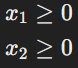 x₁ ≥ 0
x₂ ≥ 0